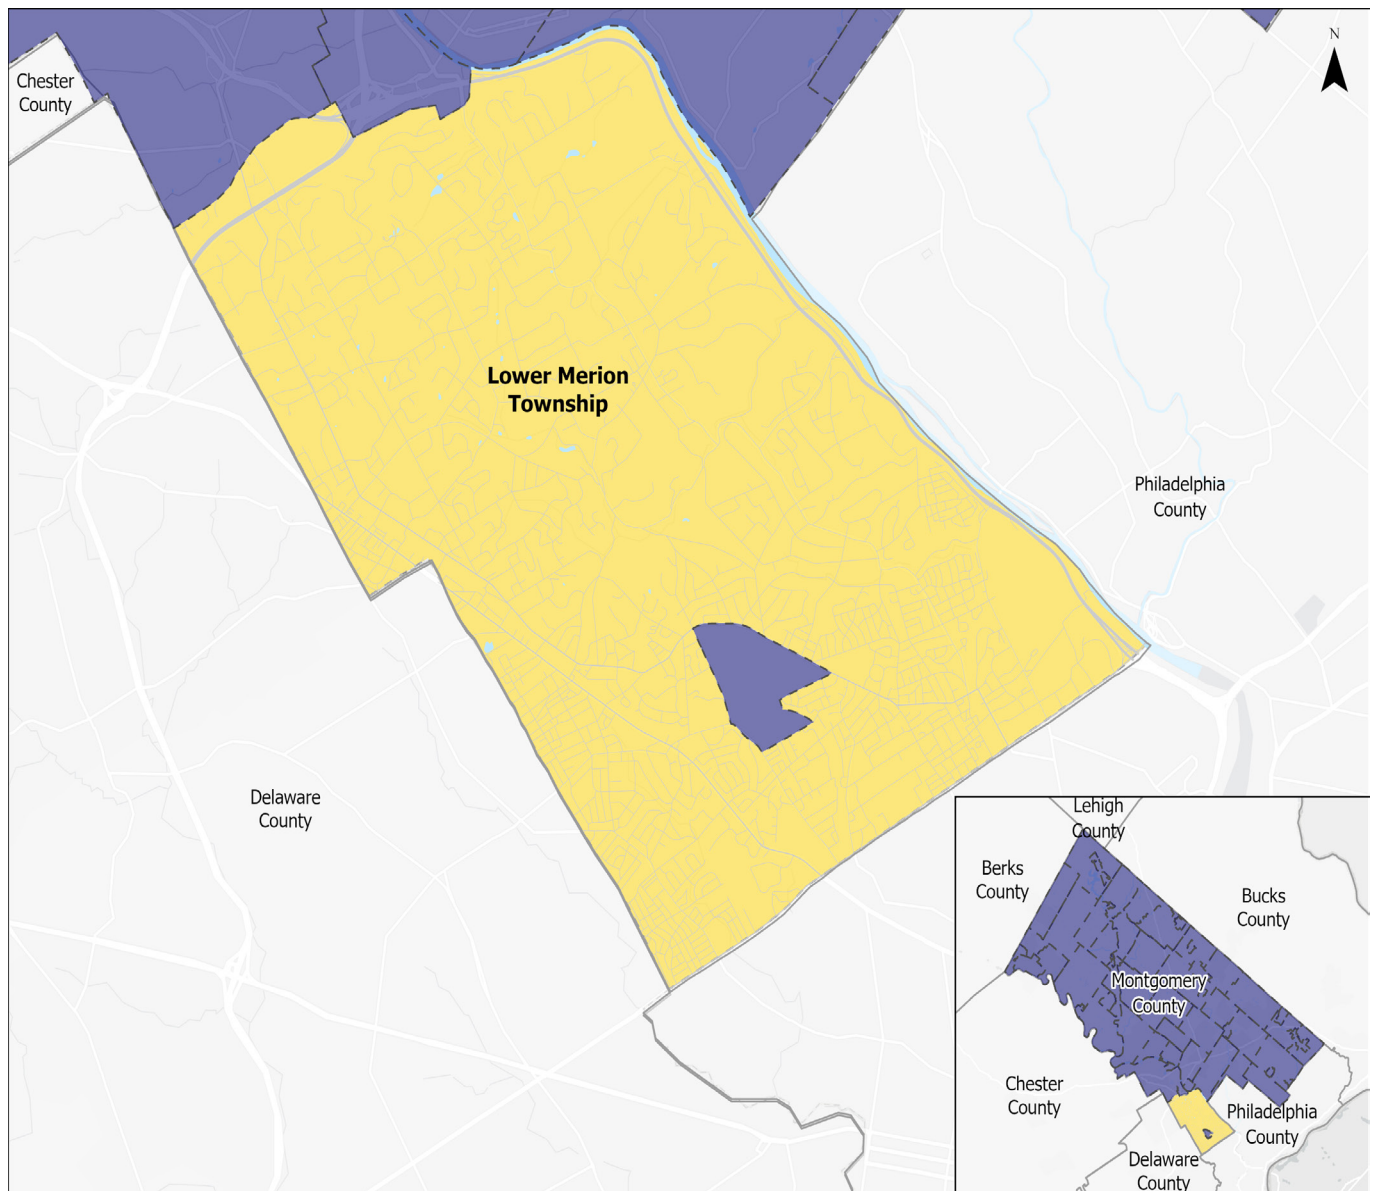 N
Chester
County
Lower Merion
Township
Philadelphia
County
Delaware
County
Lehigh
County
Berks
County
Bucks
County
Montgomery
County
Chester
County
Philadelphia
County
Delaware
County